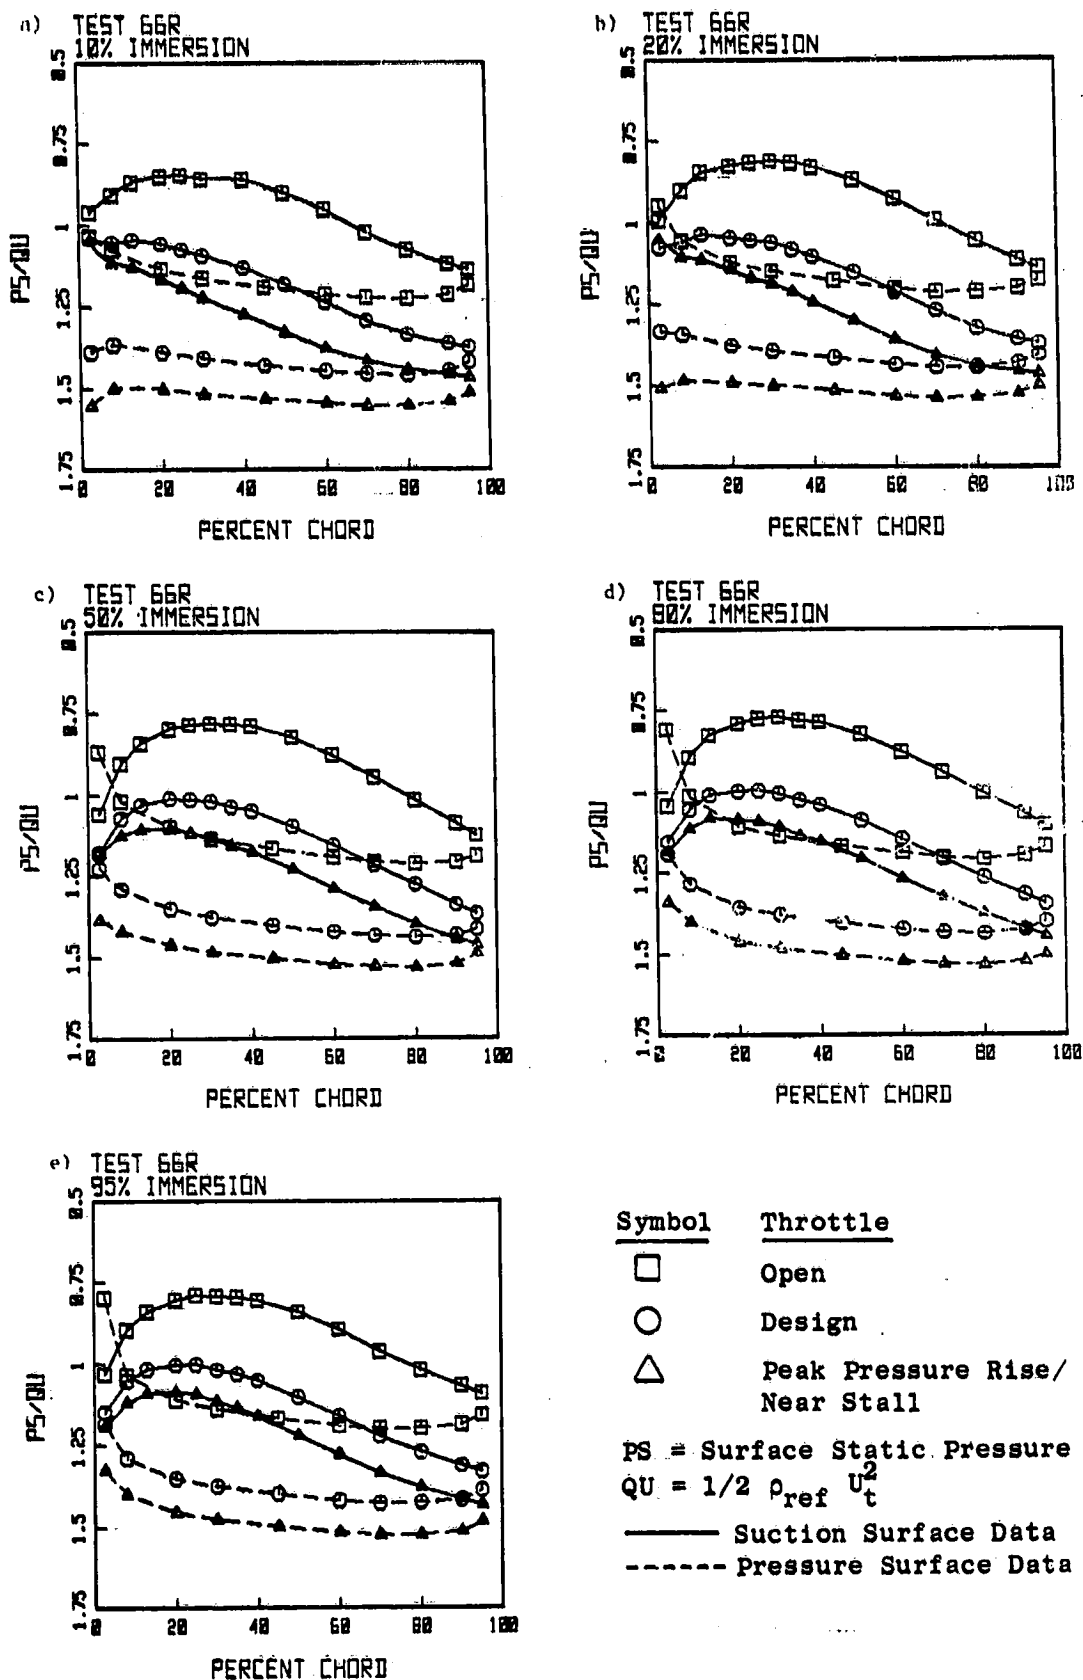 a) TEST 66R
10% IMMERSION
0.5
0.75
1
1.25
1.5
1.75
PS/QU
0 20 40 60 80 100
PERCENT CHORD
b) TEST 66R
20% IMMERSION
0.5
0.75
1
1.25
1.5
1.75
PS/QU
0 20 40 60 80 100
PERCENT CHORD
c) TEST 66R
50% IMMERSION
0.5
0.75
1
1.25
1.5
1.75
PS/QU
0 20 40 60 80 100
PERCENT CHORD
d) TEST 66R
90% IMMERSION
0.5
0.75
1
1.25
1.5
1.75
PS/QU
20 40 60 80 100
PERCENT CHORD
e) TEST 66R
95% IMMERSION
0.5
0.75
1
1.25
1.5
1.75
PS/QU
0 20 40 60 80 100
PERCENT CHORD
Symbol Throttle
□ Open
○ Design
△ Peak Pressure Rise/
Near Stall
PS = Surface Static Pressure
QU = 1/2 ρref Ut²
Suction Surface Data
Pressure Surface Data